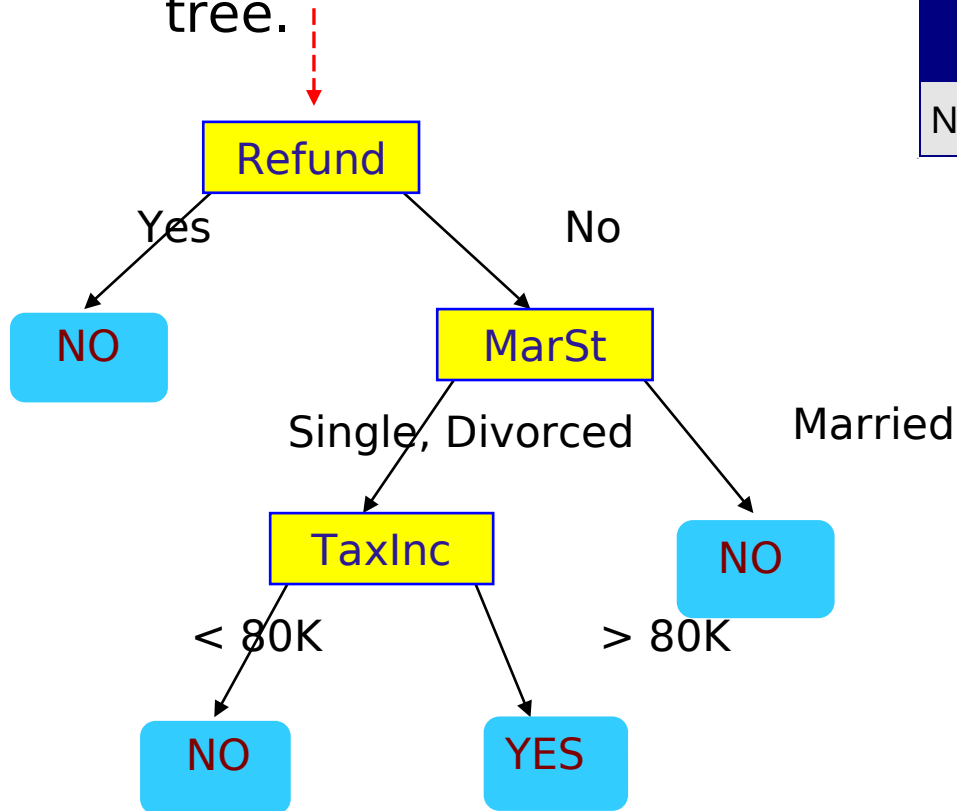 tree.
N
Refund
Yes
No
NO
MarSt
Single, Divorced
Married
TaxInc
NO
< 80K
> 80K
NO
YES